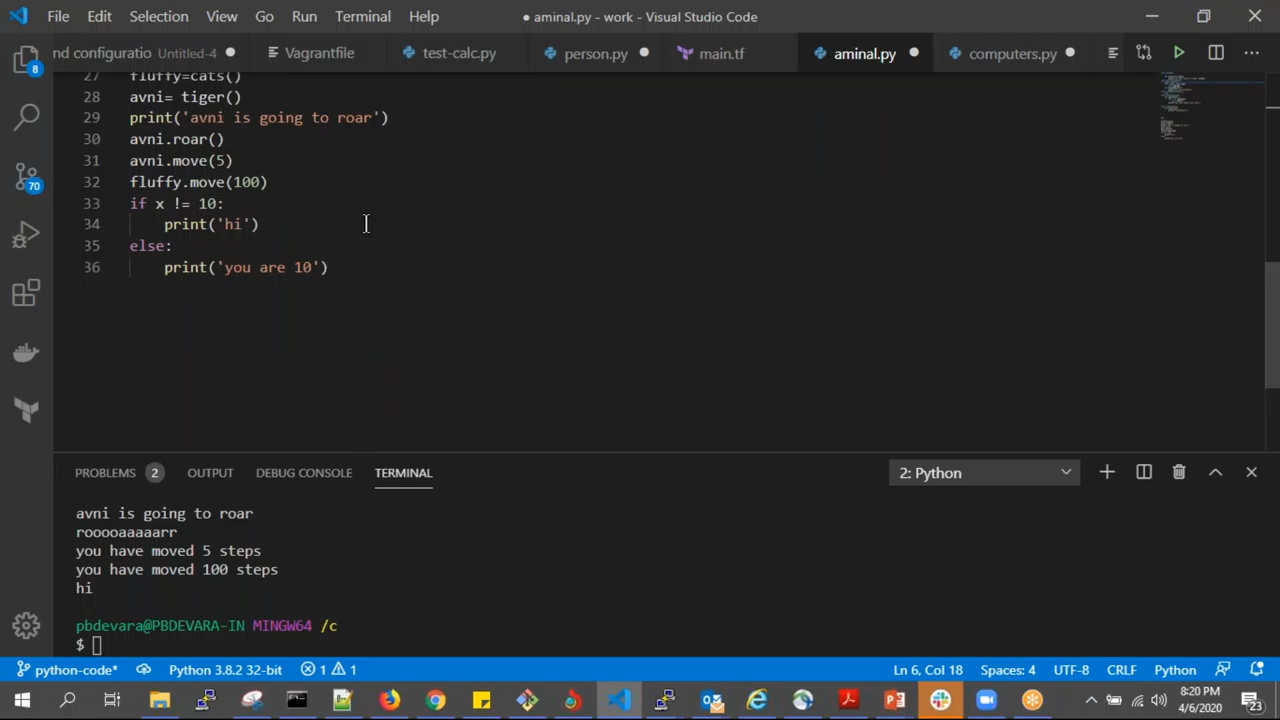 File Edit Selection View Go Run Terminal Help ● aminal.py - work - Visual Studio Code
nd configuratio Untitled-4 Vagrantfile test-calc.py person.py main.tf aminal.py computers.py
8
70
27 fluffy=cats()
28 avni= tiger()
29 print('avni is going to roar')
30 avni.roar()
31 avni.move(5)
32 fluffy.move(100)
33 if x != 10:
34 print('hi')
35 else:
36 print('you are 10')
PROBLEMS 2 OUTPUT DEBUG CONSOLE TERMINAL 2: Python
avni is going to roar
rooooaaaaarr
you have moved 5 steps
you have moved 100 steps
hi
pbdevara@PBDEVARA-IN MINGW64 /c
$
python-code* Python 3.8.2 32-bit 1 1 Ln 6, Col 18 Spaces: 4 UTF-8 CRLF Python
8:20 PM
4/6/2020
23